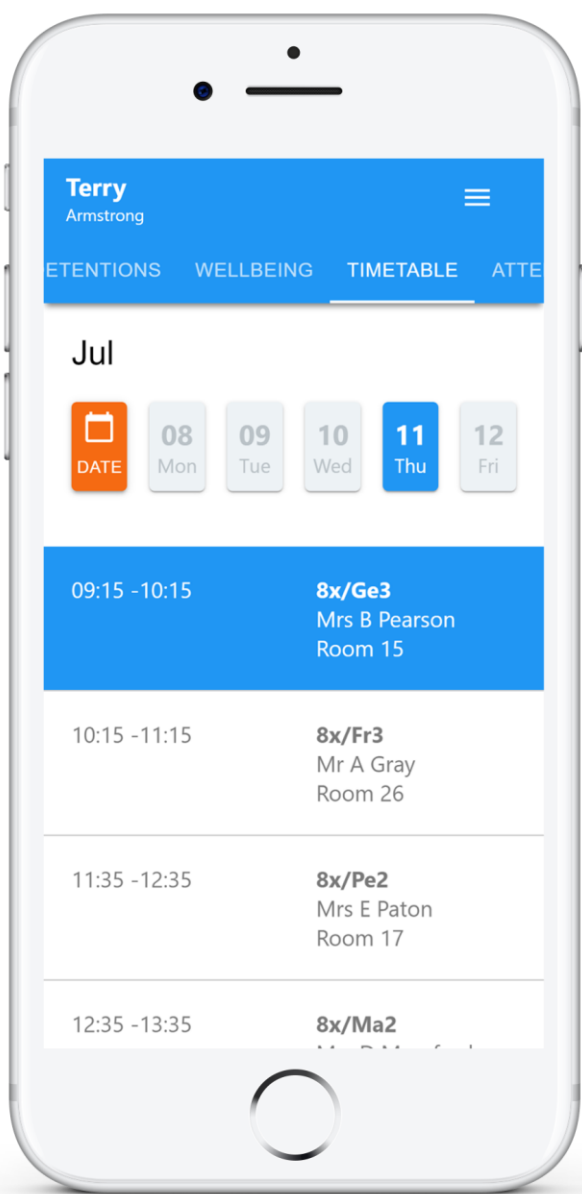 Terry
Armstrong
ETENTIONS WELLBEING TIMETABLE ATTE
Jul
DATE
08 Mon
09 Tue
10 Wed
11 Thu
12 Fri
09:15 -10:15
8x/Ge3
Mrs B Pearson
Room 15
10:15 -11:15
8x/Fr3
Mr A Gray
Room 26
11:35 -12:35
8x/Pe2
Mrs E Paton
Room 17
12:35 -13:35
8x/Ma2